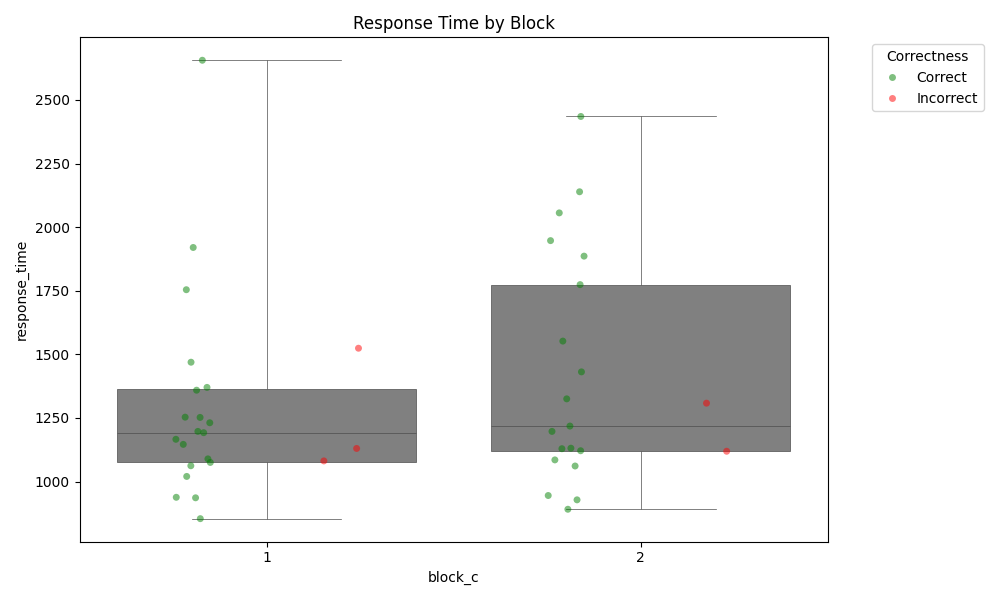 Response Time by Block
Correctness
Correct
Incorrect
response_time
2500
2250
2000
1750
1500
1250
1000
1
2
block_c